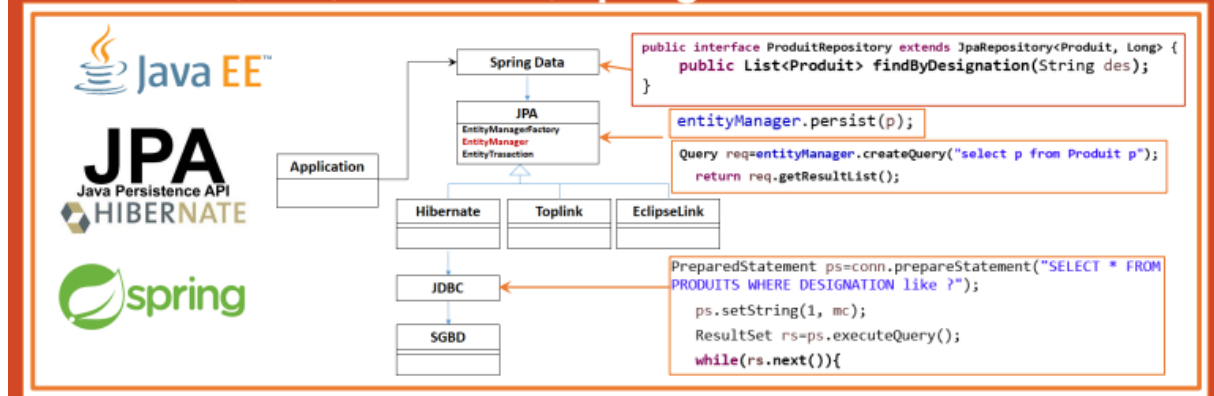 Java EE™
JPA
Java Persistence API
HIBERNATE
spring
Application
Spring Data
JPA
EntityManagerFactory
EntityManager
EntityTrasaction
Hibernate
Toplink
EclipseLink
JDBC
SGBD
public interface ProduitRepository extends JpaRepository<Produit, Long> {
public List<Produit> findByDesignation(String des);
}
entityManager.persist(p);
Query req=entityManager.createQuery("select p from Produit p");
return req.getResultList();
PreparedStatement ps=conn.prepareStatement("SELECT * FROM
PRODUITS WHERE DESIGNATION like ?");
ps.setString(1, mc);
ResultSet rs=ps.executeQuery();
while(rs.next()){